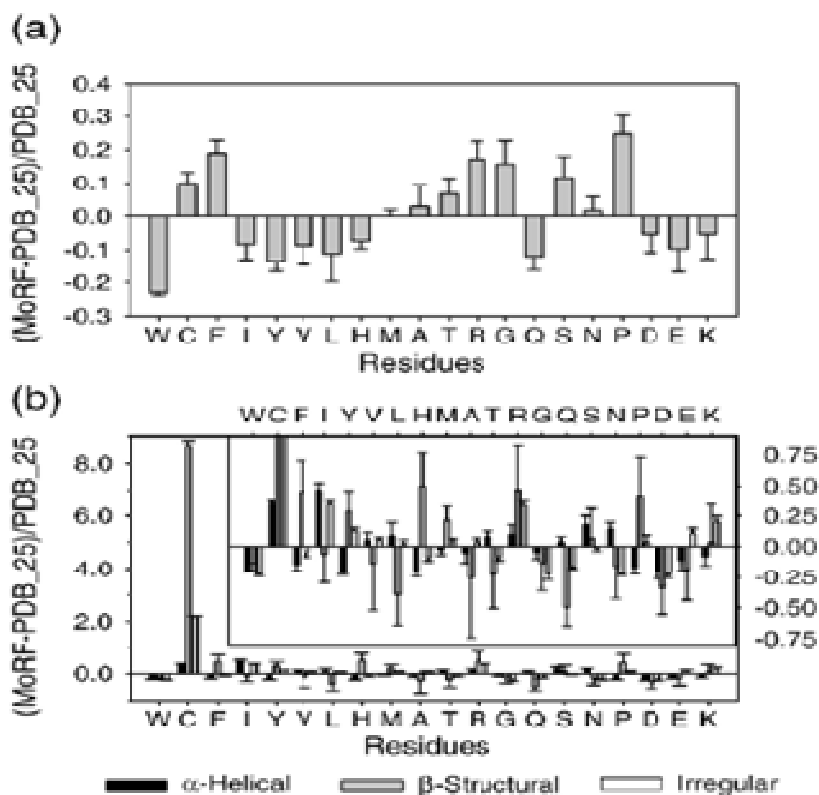 (a)
(MoRF-PDB_25)/PDB_25
0.4
0.3
0.2
0.1
0.0
-0.1
-0.2
-0.3
W C F I Y V L H M A T R G Q S N P D E K
Residues
(b)
W C F I Y V L H M A T R G Q S N P D E K
(MoRF-PDB_25)/PDB_25
8.0
6.0
4.0
2.0
0.0
0.75
0.50
0.25
0.00
-0.25
-0.50
-0.75
W C F I Y V L H M A T R G Q S N P D E K
Residues
α-Helical β-Structural Irregular